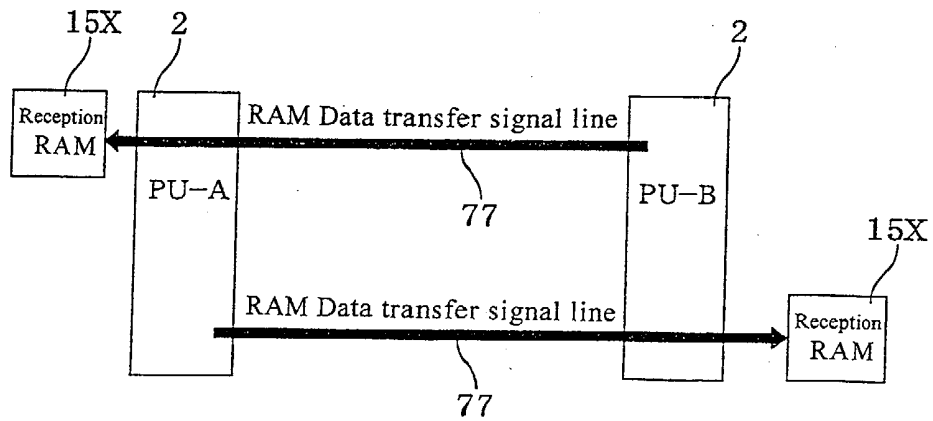 15X
2
2
Reception
RAM
RAM Data transfer signal line
PU-A
77
PU-B
15X
RAM Data transfer signal line
Reception
RAM
77